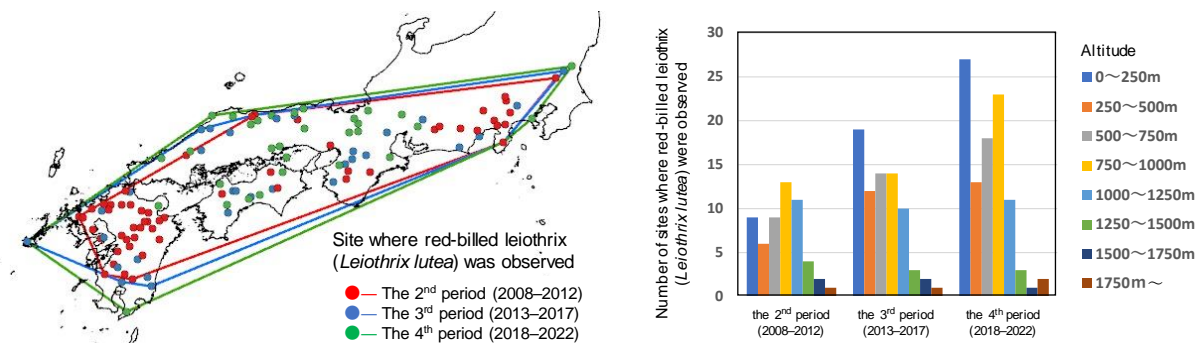 Site where red-billed leiothrix
(Leiothrix lutea) was observed
The 2nd period (2008–2012)
The 3rd period (2013–2017)
The 4th period (2018–2022)
Number of sites where red-billed leiothrix
(Leiothrix lutea) were observed
30
25
20
15
10
5
0
the 2nd period
(2008–2012)
the 3rd period
(2013–2017)
the 4th period
(2018–2022)
Altitude
0～250m
250～500m
500～750m
750～1000m
1000～1250m
1250～1500m
1500～1750m
1750m～